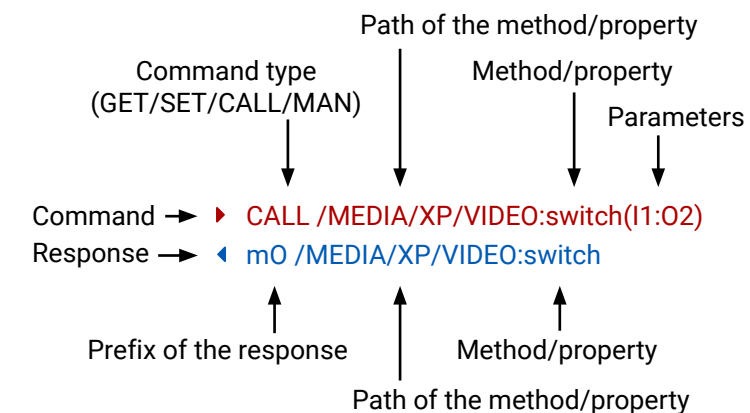 Path of the method/property
Command type
(GET/SET/CALL/MAN)
Method/property
Parameters
Command
CALL /MEDIA/XP/VIDEO:switch(I1:O2)
Response
mO /MEDIA/XP/VIDEO:switch
Prefix of the response
Method/property
Path of the method/property